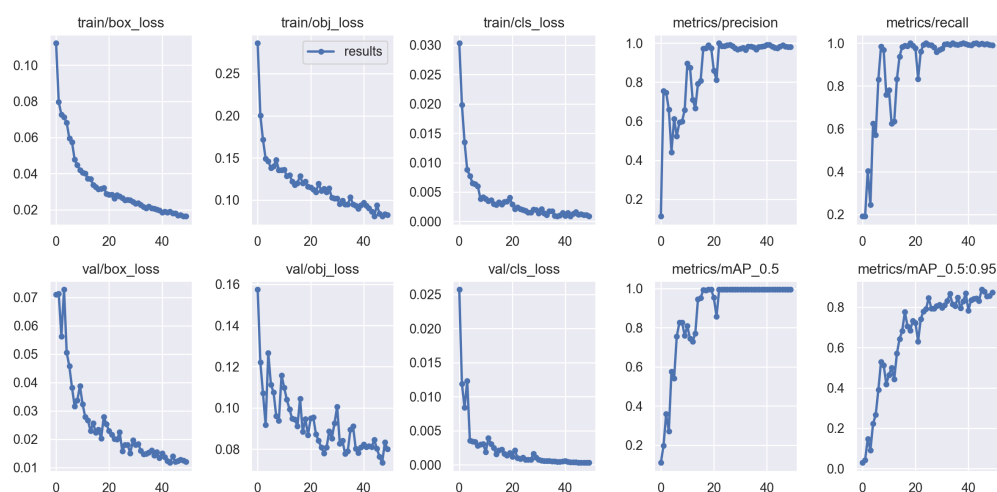 train/box_loss train/obj_loss train/cls_loss metrics/precision metrics/recall
results
0.10 0.25 0.030 1.0 1.0
0.08 0.20 0.025 0.8 0.8
0.06 0.15 0.020 0.6 0.6
0.04 0.10 0.015 0.4 0.4
0.02 0.010 0.2 0.2
0.005
0.000
0 20 40 0 20 40 0 20 40 0 20 40 0 20 40
val/box_loss val/obj_loss val/cls_loss metrics/mAP_0.5 metrics/mAP_0.5:0.95
0.07 0.16 0.025 1.0 0.8
0.06 0.14 0.020 0.8 0.6
0.05 0.12 0.015 0.6 0.4
0.04 0.10 0.010 0.4 0.2
0.03 0.08 0.005 0.2 0.0
0.02 0.000
0.01
0 20 40 0 20 40 0 20 40 0 20 40 0 20 40